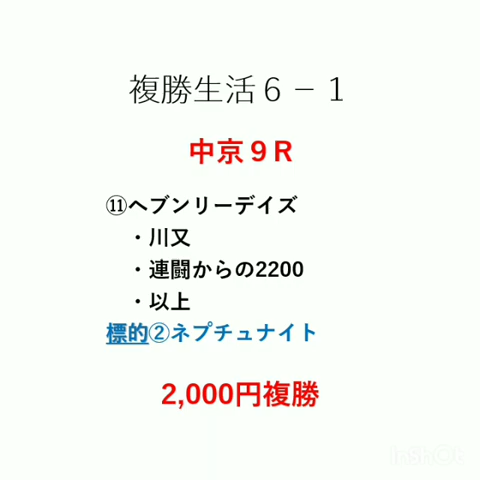 複勝生活６－１
中京９R
⑪ヘブンリーデイズ
・川又
・連闘からの2200
・以上
標的②ネプチュナイト
2,000円複勝
InShOt